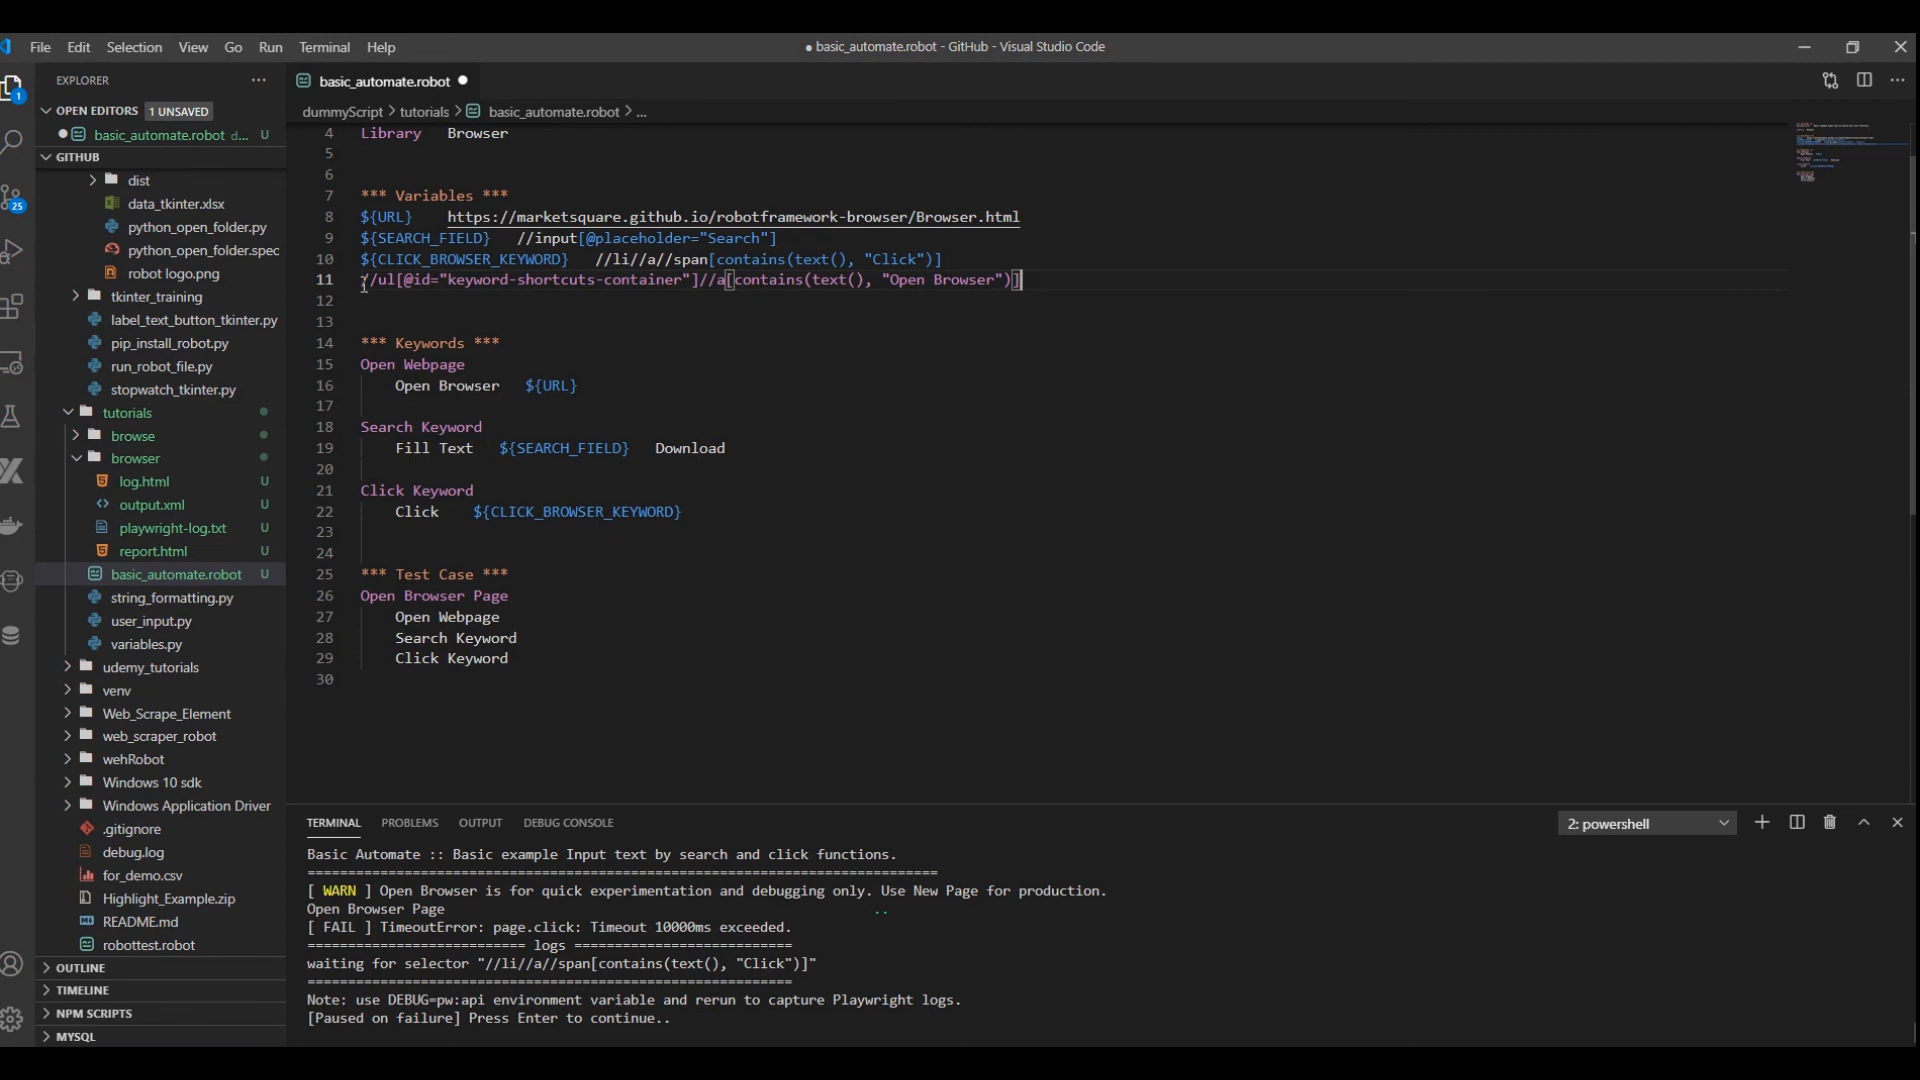 File Edit Selection View Go Run Terminal Help
● basic_automate.robot - GitHub - Visual Studio Code
EXPLORER
OPEN EDITORS 1 UNSAVED
basic_automate.robot d... U
GITHUB
dist
data_tkinter.xlsx
python_open_folder.py
python_open_folder.spec
robot logo.png
tkinter_training
label_text_button_tkinter.py
pip_install_robot.py
run_robot_file.py
stopwatch_tkinter.py
tutorials
browse
browser
log.html U
output.xml U
playwright-log.txt U
report.html U
basic_automate.robot U
string_formatting.py
user_input.py
variables.py
udemy_tutorials
venv
Web_Scrape_Element
web_scraper_robot
wehRobot
Windows 10 sdk
Windows Application Driver
.gitignore
debug.log
for_demo.csv
Highlight_Example.zip
README.md
robottest.robot
OUTLINE
TIMELINE
NPM SCRIPTS
MYSQL
1
25
basic_automate.robot
dummyScript > tutorials > basic_automate.robot > ...
4 Library Browser
5
6
7 *** Variables ***
8 ${URL} https://marketsquare.github.io/robotframework-browser/Browser.html
9 ${SEARCH_FIELD} //input[@placeholder="Search"]
10 ${CLICK_BROWSER_KEYWORD} //li//a//span[contains(text(), "Click")]
11 //ul[@id="keyword-shortcuts-container"]//a[contains(text(), "Open Browser")]
12
13
14 *** Keywords ***
15 Open Webpage
16 Open Browser ${URL}
17
18 Search Keyword
19 Fill Text ${SEARCH_FIELD} Download
20
21 Click Keyword
22 Click ${CLICK_BROWSER_KEYWORD}
23
24
25 *** Test Case ***
26 Open Browser Page
27 Open Webpage
28 Search Keyword
29 Click Keyword
30
TERMINAL PROBLEMS OUTPUT DEBUG CONSOLE
2: powershell
Basic Automate :: Basic example Input text by search and click functions.
======================================================================
[ WARN ] Open Browser is for quick experimentation and debugging only. Use New Page for production.
Open Browser Page ..
[ FAIL ] TimeoutError: page.click: Timeout 10000ms exceeded.
=========================== logs ===========================
waiting for selector "//li//a//span[contains(text(), "Click")]"
============================================================
Note: use DEBUG=pw:api environment variable and rerun to capture Playwright logs.
[Paused on failure] Press Enter to continue..